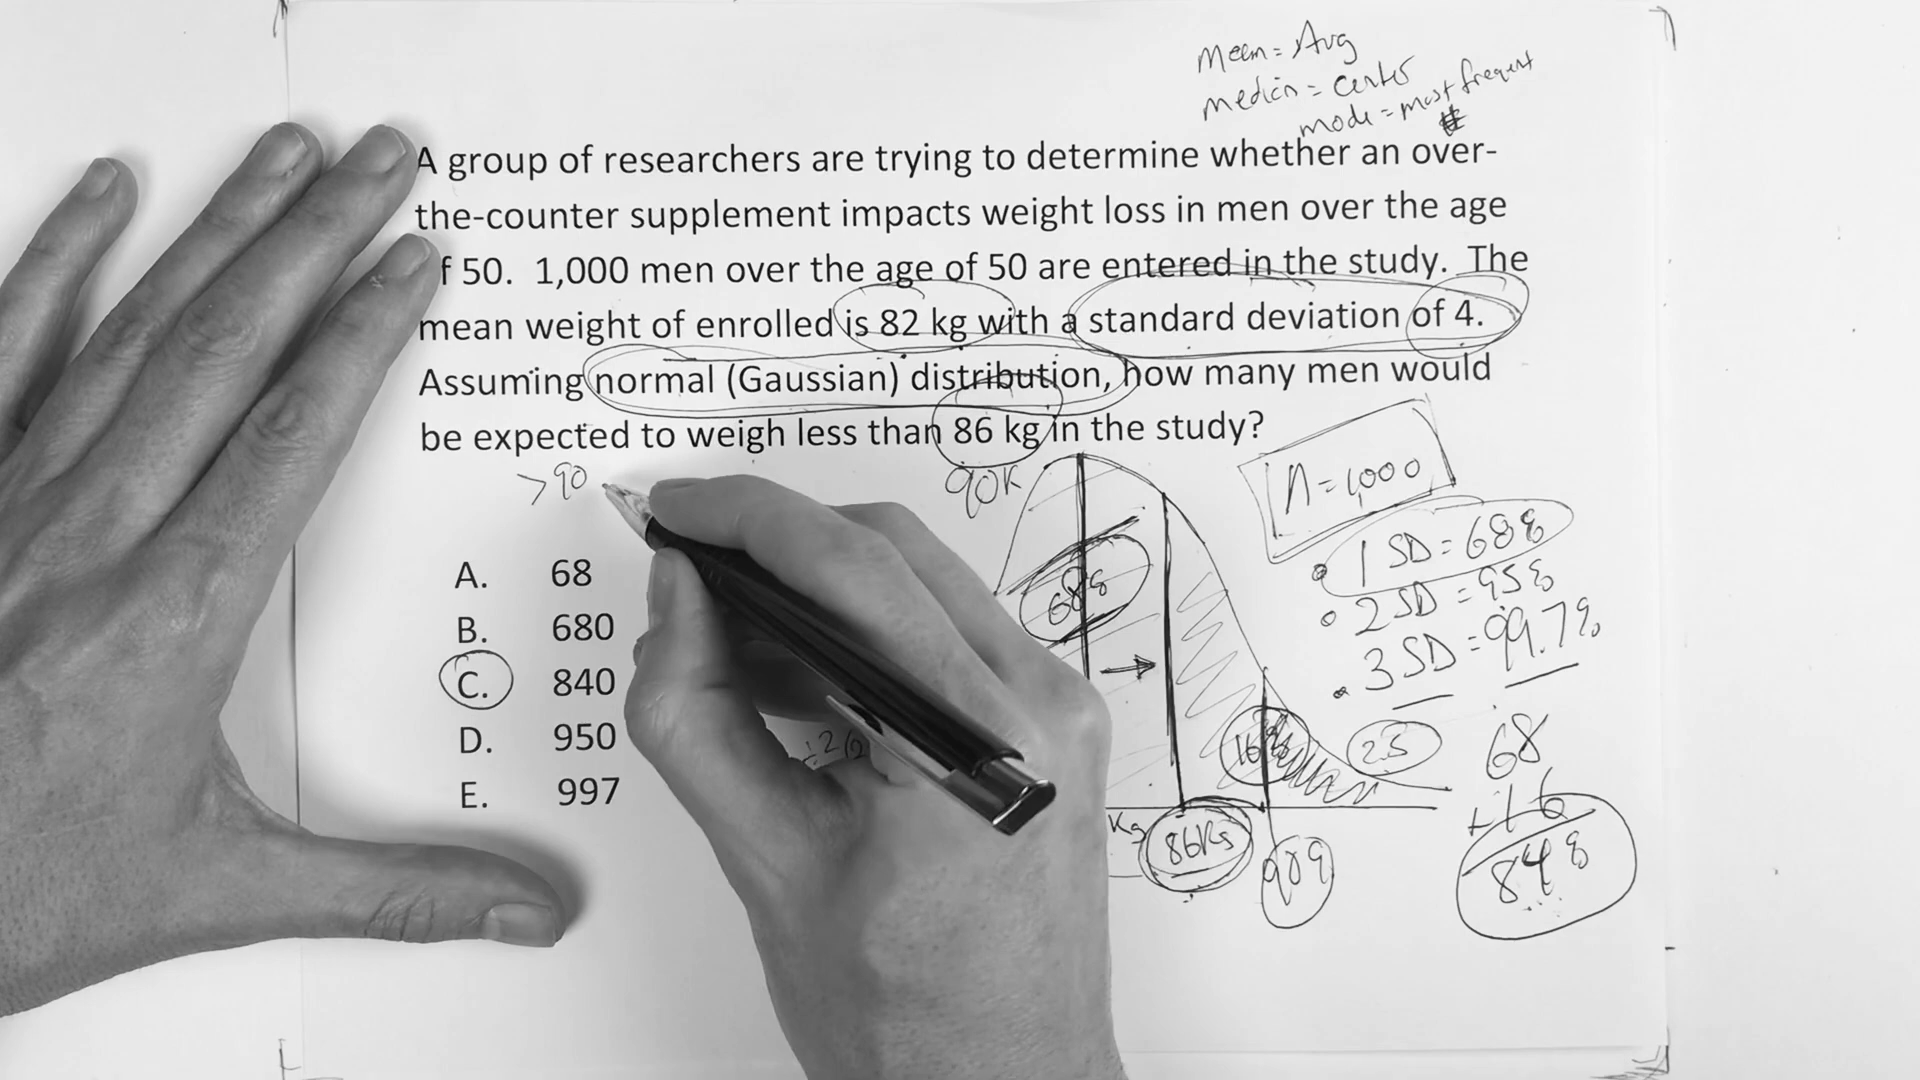 Mean = Avg
Median = Center
mode = most frequent
A group of researchers are trying to determine whether an over-
the-counter supplement impacts weight loss in men over the age
f 50. 1,000 men over the age of 50 are entered in the study. The
mean weight of enrolled is 82 kg with a standard deviation of 4.
Assuming normal (Gaussian) distribution, how many men would
be expected to weigh less than 86 kg in the study?
>90
90K
n = 1,000
A. 68
B. 680
C. 840
D. 950
E. 997
68%
1 SD = 68%
2 SD = 95%
3 SD = 99.7%
16%
2.5
÷2
Kg
86Kg
68
+16
84%